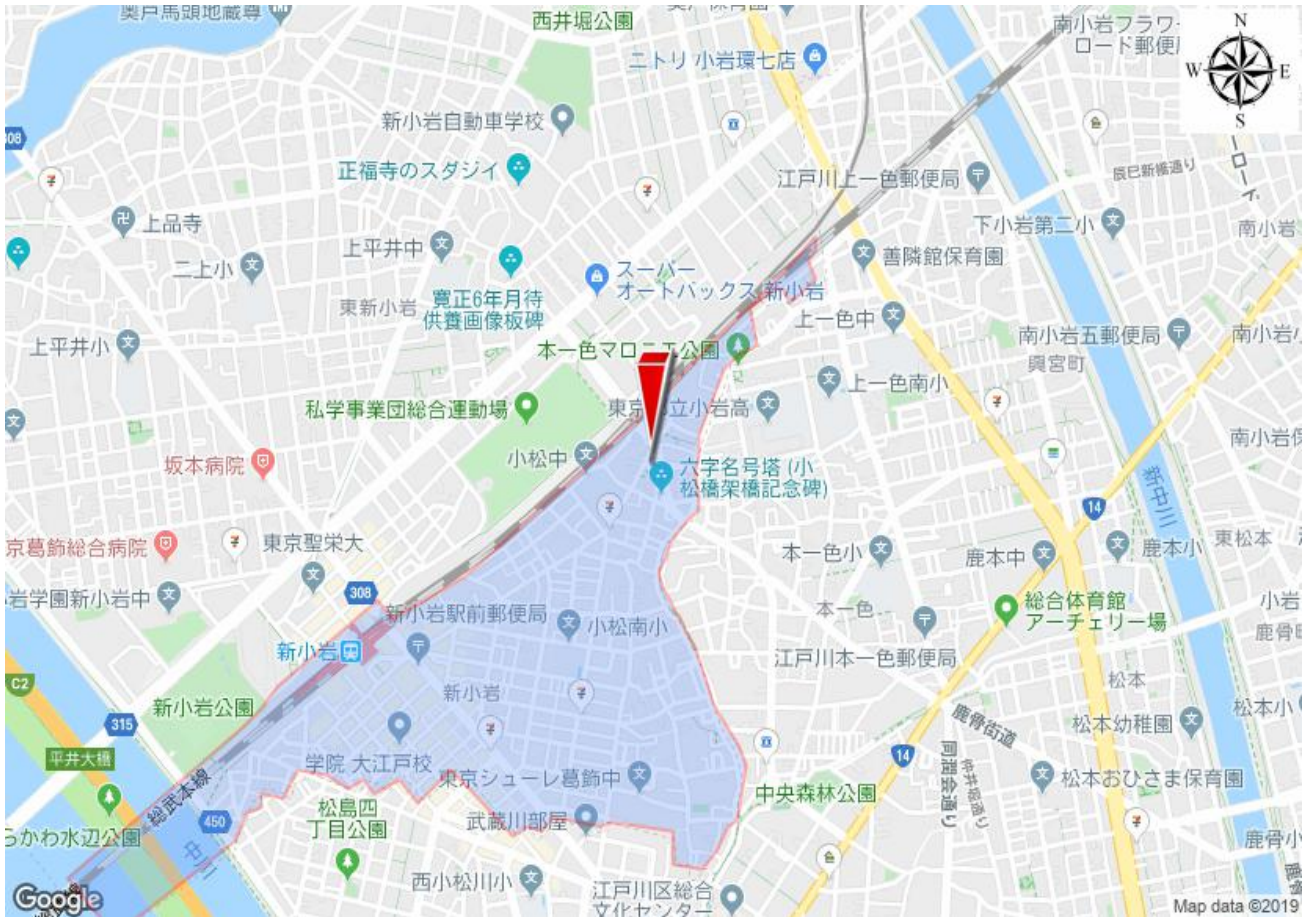 奥戸馬頭地蔵尊
西井堀公園
南小岩フラワー
ロード郵便局
N
W
E
S
ニトリ 小岩環七店
新小岩自動車学校
308
正福寺のスダジイ
江戸川上一色郵便局
辰巳新橋通り
上品寺
下小岩第二小
南小岩
上平井中
二上小
善隣館保育園
スーパー
オートバックス 新小岩
東新小岩
寛正6年月待
供養画像板碑
上一色中
上平井小
本一色マロニエ公園
南小岩五郵便局
興宮町
上一色南小
私学事業団総合運動場
小松中
坂本病院
六字名号塔 (小
松橋架橋記念碑)
14
新中川
京葛飾総合病院
東京聖栄大
本一色小
鹿本中
鹿本小
東松本
岩学園新小岩中
308
新小岩駅前郵便局
小松南小
本一色
総合体育館
アーチェリー場
新小岩
江戸川本一色郵便局
C2
新小岩
松本
新小岩公園
315
鹿骨街道
松本幼稚園
松本小
平井大橋
学院 大江戸校
東京シューレ葛飾中
14
同潤会通り
松本おひさま保育園
総武本線
中央森林公園
450
松島四
丁目公園
武蔵川部屋
らかわ水辺公園
中川
鹿骨小
西小松川小
江戸川区総合
文化センター
Google
Map data ©2019